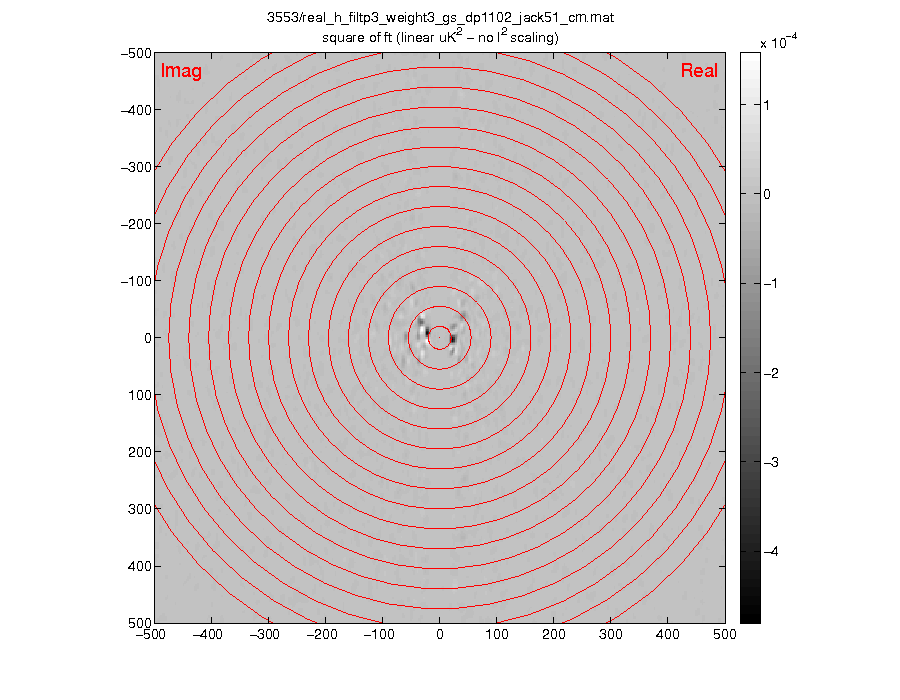 3553/real_h_filtp3_weight3_gs_dp1102_jack51_cm.mat
square of ft (linear uK² − no l² scaling)
x 10⁻⁴
Imag
Real
−500
−400
−300
−200
−100
0
100
200
300
400
500
−500 −400 −300 −200 −100 0 100 200 300 400 500
1
0
−1
−2
−3
−4